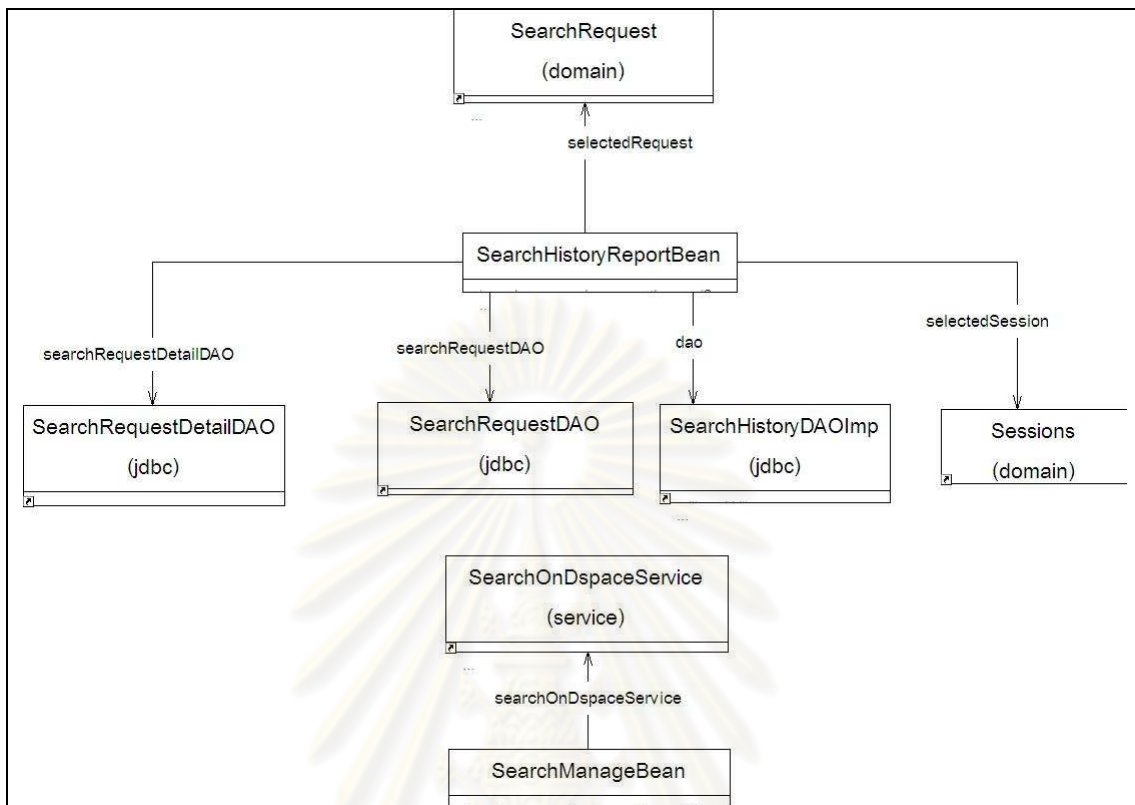 SearchRequest
(domain)
...
selectedRequest
SearchHistoryReportBean
...
searchRequestDetailDAO
searchRequestDAO
dao
selectedSession
SearchRequestDetailDAO
(jdbc)
SearchRequestDAO
(jdbc)
SearchHistoryDAOImp
(jdbc)
...
Sessions
(domain)
SearchOnDspaceService
(service)
...
searchOnDspaceService
SearchManageBean